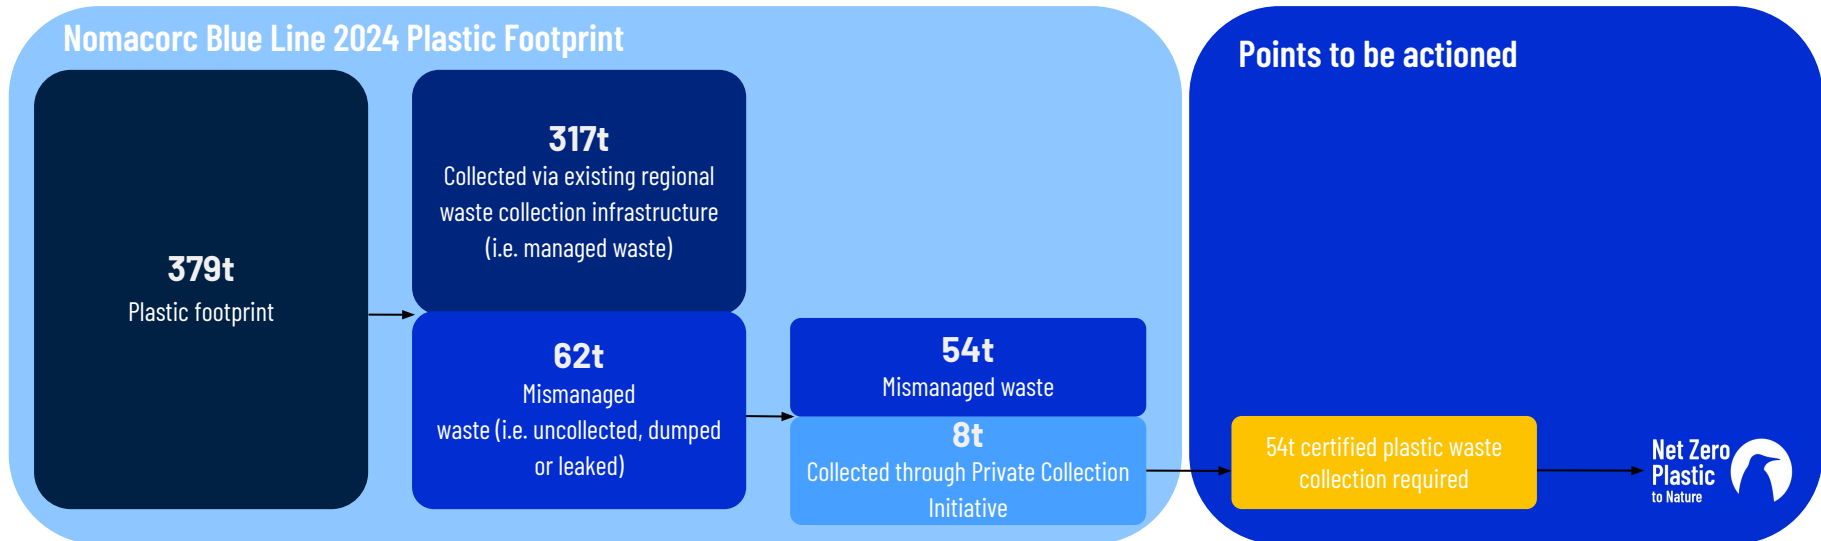 Nomacorc Blue Line 2024 Plastic Footprint
379t
Plastic footprint
317t
Collected via existing regional
waste collection infrastructure
(i.e. managed waste)
62t
Mismanaged
waste (i.e. uncollected, dumped
or leaked)
54t
Mismanaged waste
8t
Collected through Private Collection
Initiative
Points to be actioned
54t certified plastic waste
collection required
Net Zero
Plastic
to Nature